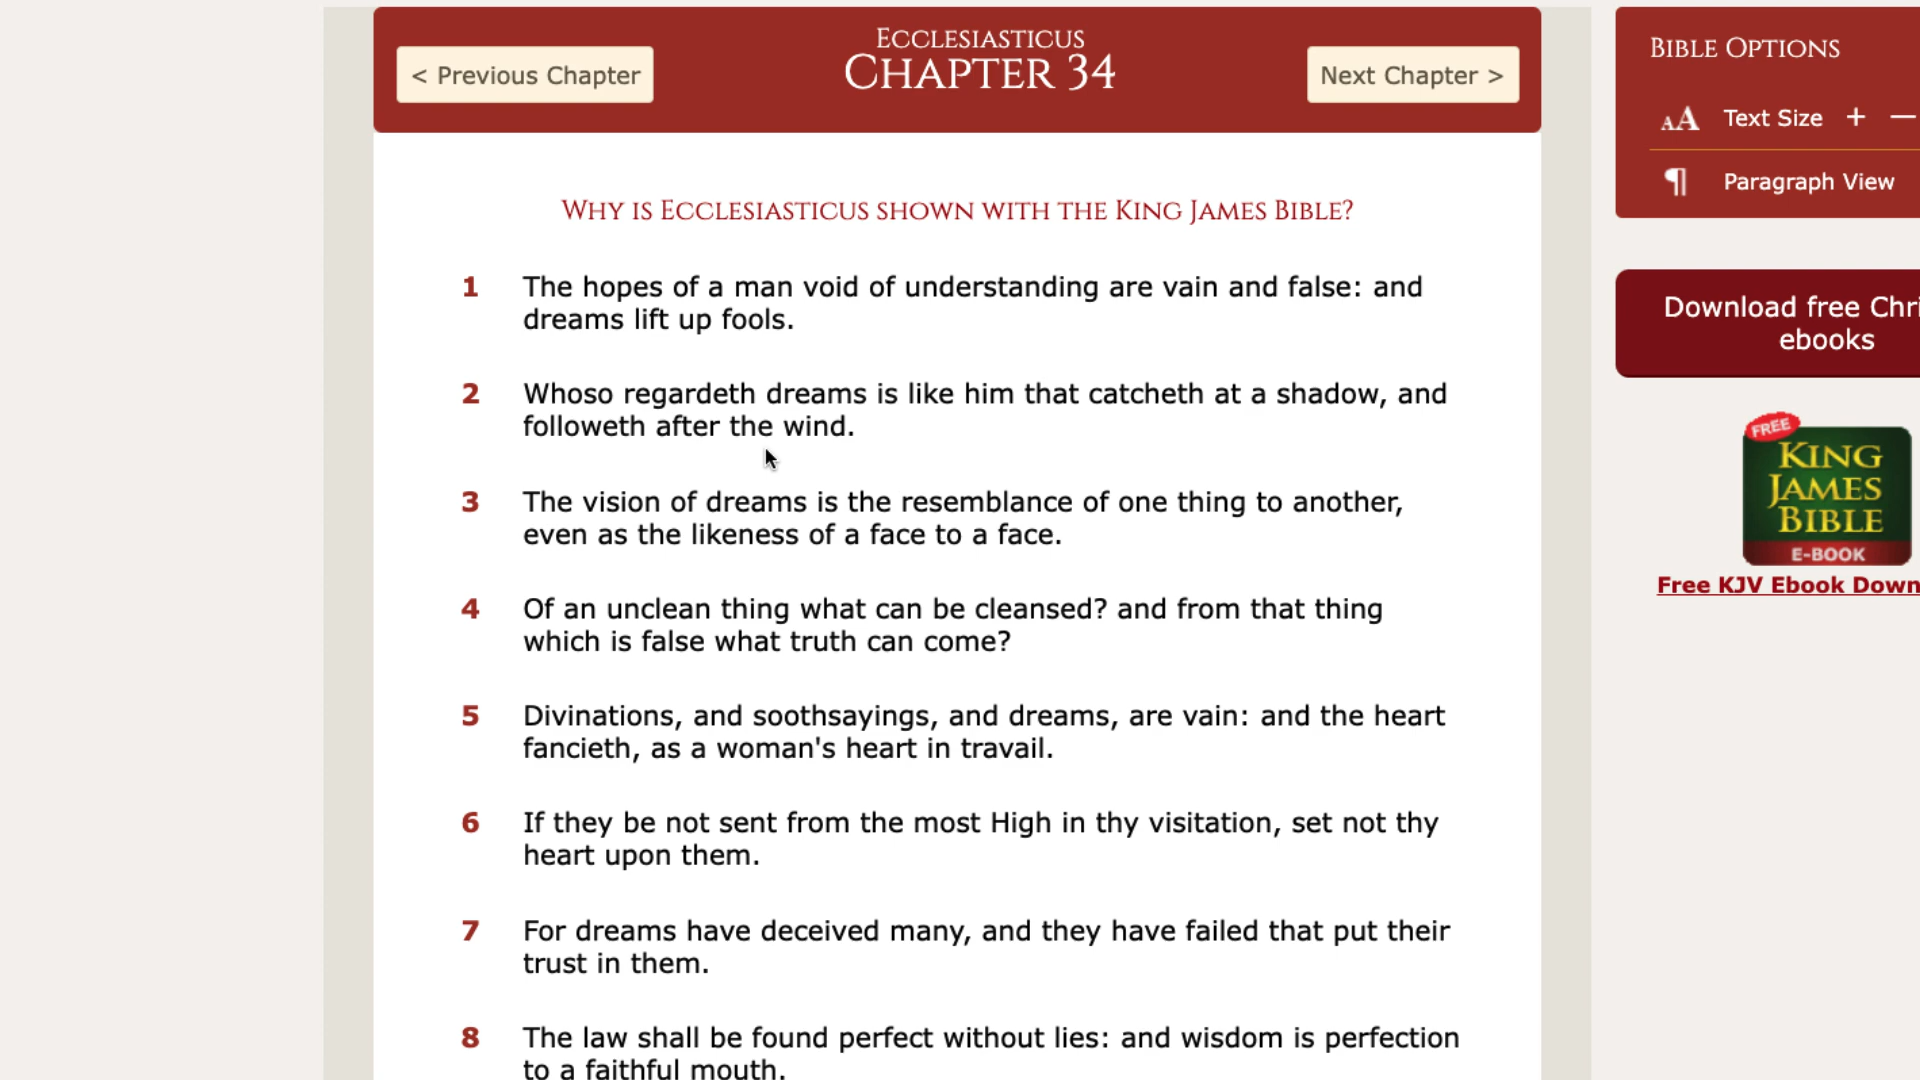 Ecclesiasticus
Chapter 34
< Previous Chapter
Next Chapter >
Why is Ecclesiasticus shown with the King James Bible?
1 The hopes of a man void of understanding are vain and false: and
dreams lift up fools.
2 Whoso regardeth dreams is like him that catcheth at a shadow, and
followeth after the wind.
3 The vision of dreams is the resemblance of one thing to another,
even as the likeness of a face to a face.
4 Of an unclean thing what can be cleansed? and from that thing
which is false what truth can come?
5 Divinations, and soothsayings, and dreams, are vain: and the heart
fancieth, as a woman's heart in travail.
6 If they be not sent from the most High in thy visitation, set not thy
heart upon them.
7 For dreams have deceived many, and they have failed that put their
trust in them.
8 The law shall be found perfect without lies: and wisdom is perfection
to a faithful mouth.
Bible Options
AA Text Size + —
¶ Paragraph View
Download free Chri
ebooks
FREE
KING
JAMES
BIBLE
E-BOOK
Free KJV Ebook Down